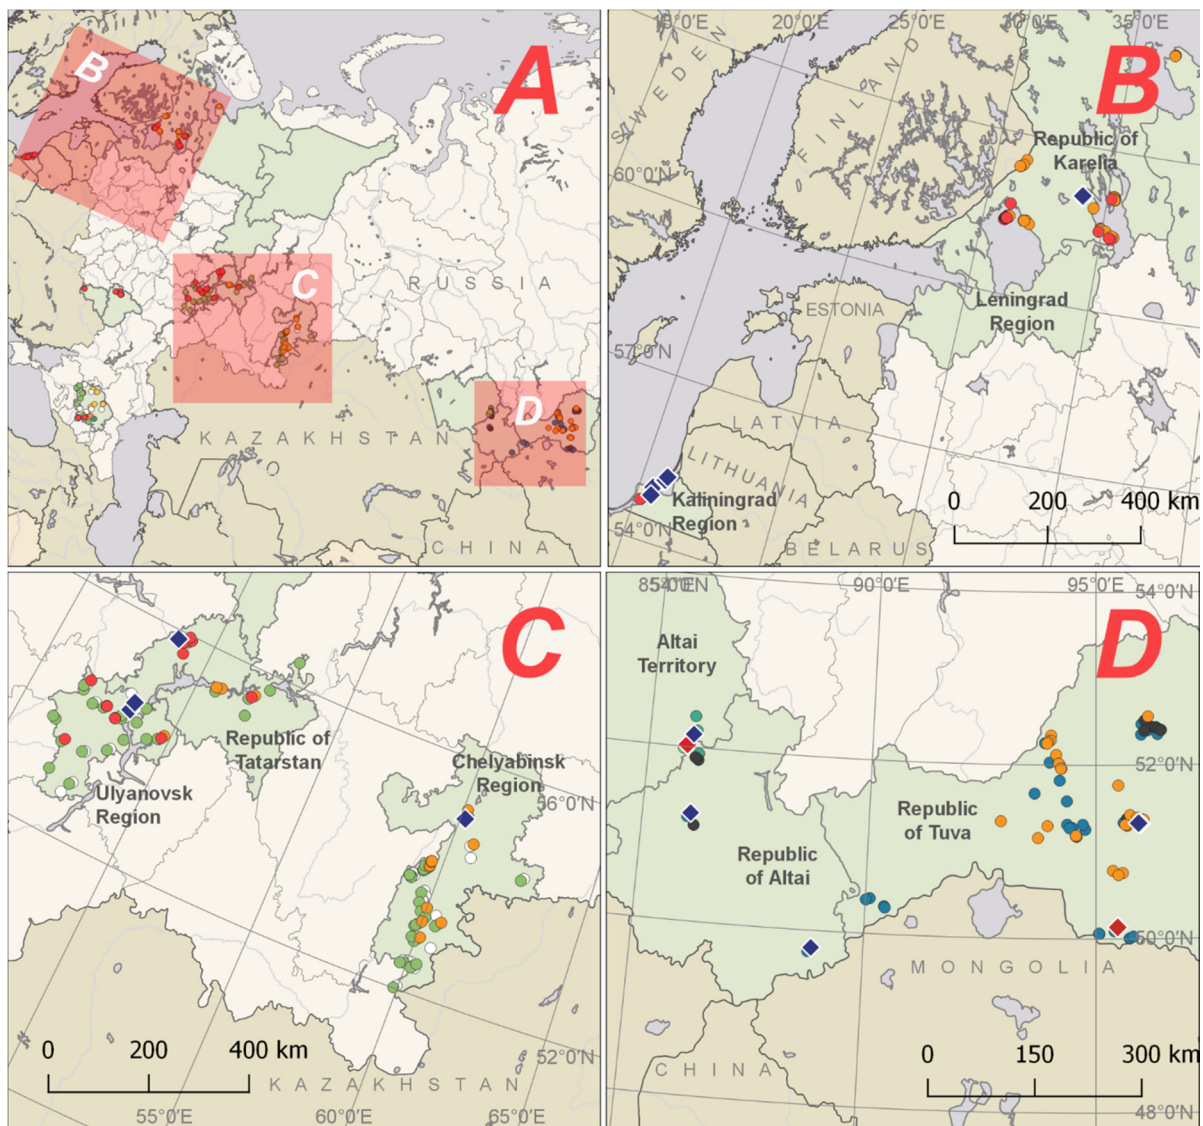 A
B
C
D
RUSSIA
KAZAKHSTAN
CHINA
B
15°0'E
20°0'E
25°0'E
30°0'E
35°0'E
SWEDEN
FINLAND
60°0'N
Republic of
Karelia
Leningrad
Region
ESTONIA
57°0'N
LATVIA
LITHUANIA
Kaliningrad
Region
54°0'N
BELARUS
0 200 400 km
C
Republic of
Tatarstan
Chelyabinsk
Region
56°0'N
Ulyanovsk
Region
0 200 400 km
52°0'N
KAZAKHSTAN
55°0'E
60°0'E
65°0'E
D
90°0'E
95°0'E
54°0'N
Altai
Territory
52°0'N
Republic
of Tuva
Republic
of Altai
50°0'N
MONGOLIA
CHINA
0 150 300 km
48°0'N